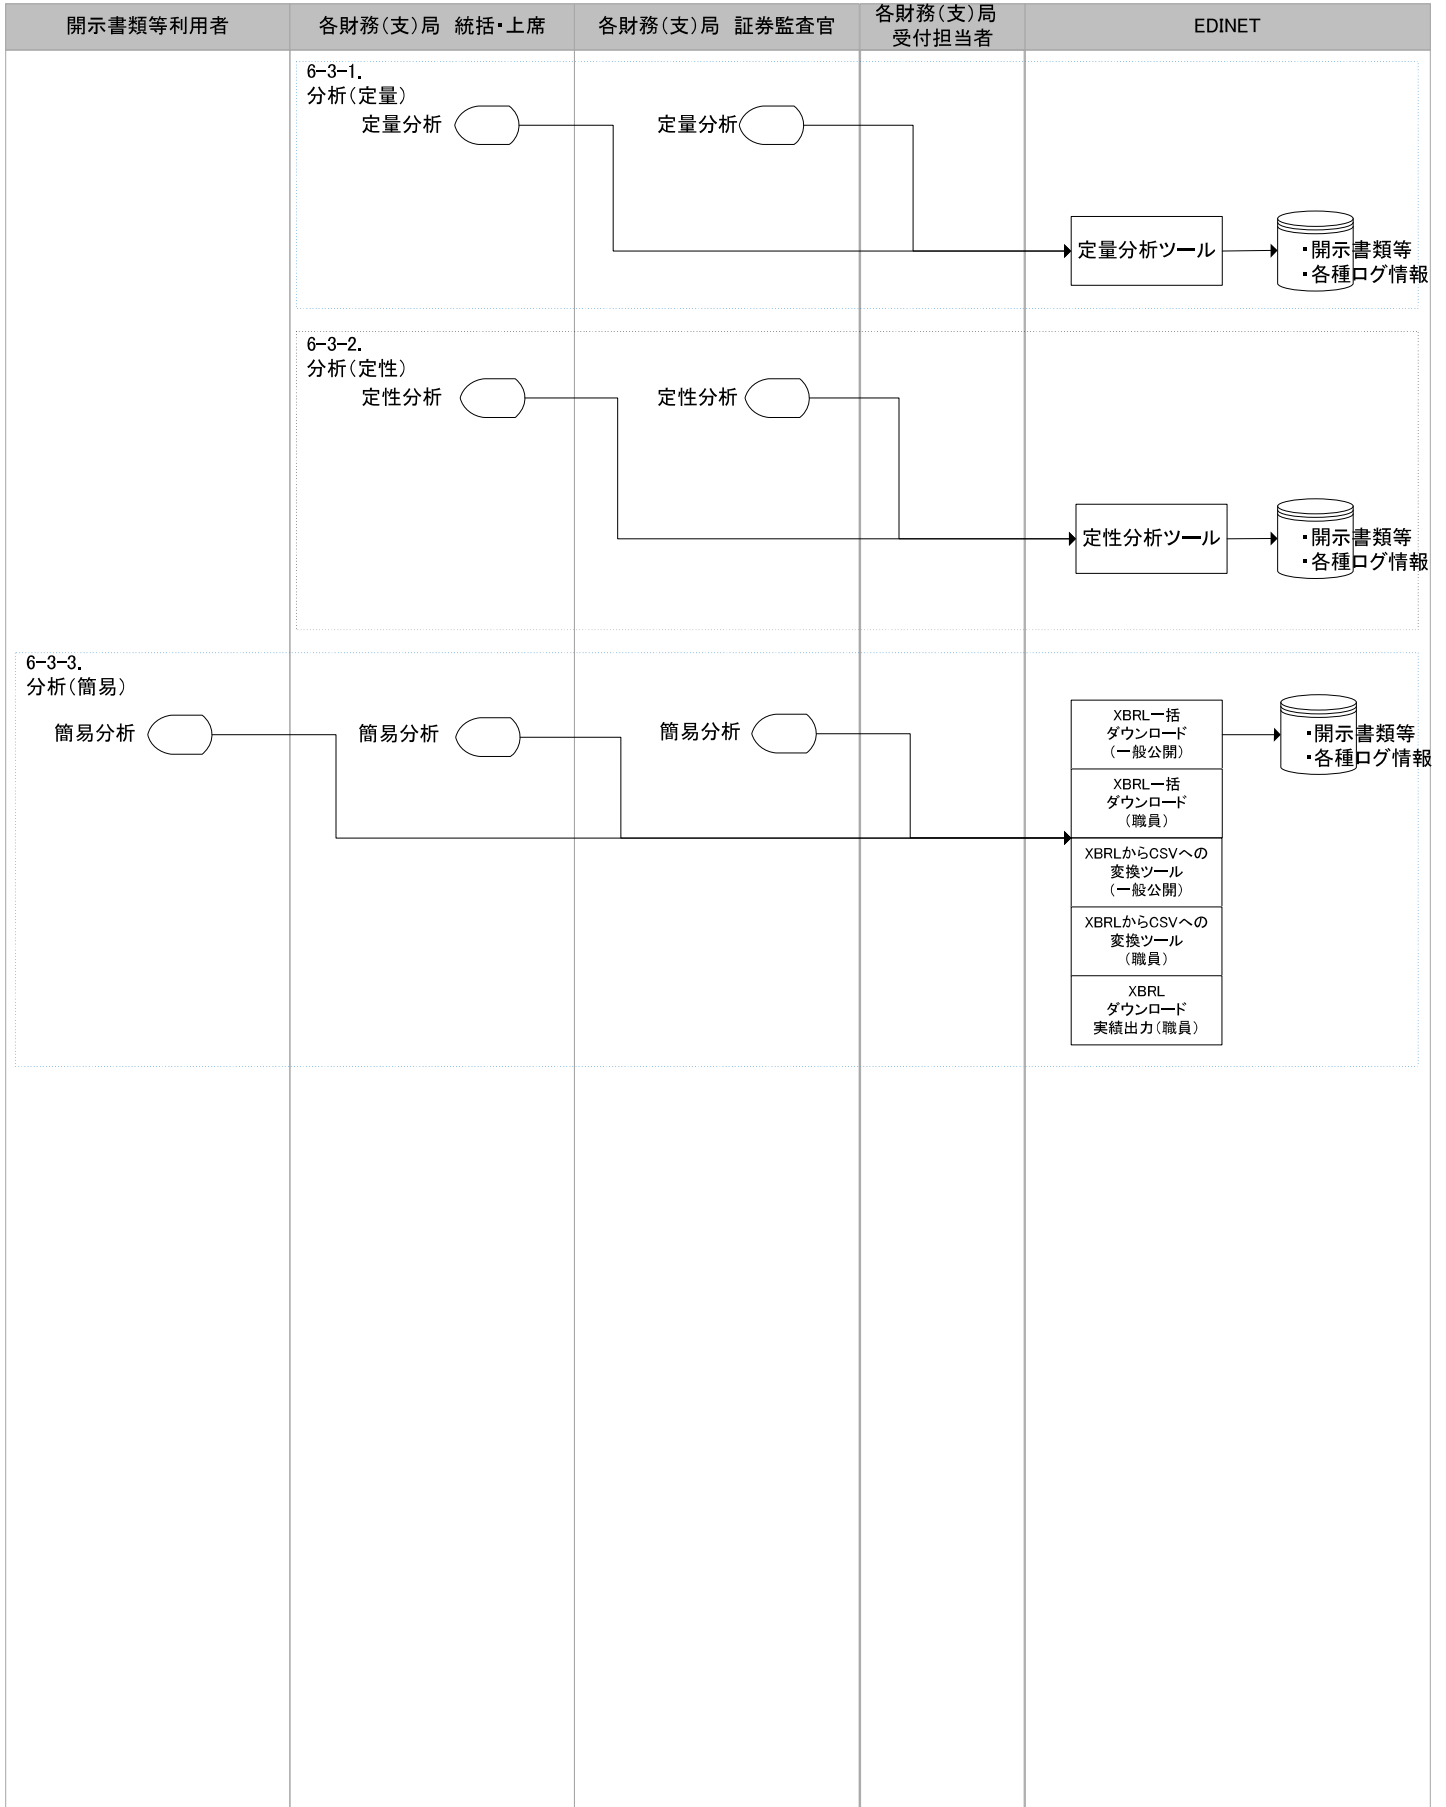 開示書類等利用者
各財務(支)局 統括・上席
各財務(支)局 証券監査官
各財務(支)局
受付担当者
EDINET
6-3-1.
分析(定量)
定量分析
定量分析
定量分析ツール
・開示書類等
・各種ログ情報
6-3-2.
分析(定性)
定性分析
定性分析
定性分析ツール
・開示書類等
・各種ログ情報
6-3-3.
分析(簡易)
簡易分析
簡易分析
簡易分析
XBRL一括
ダウンロード
(一般公開)
・開示書類等
・各種ログ情報
XBRL一括
ダウンロード
(職員)
XBRLからCSVへの
変換ツール
(一般公開)
XBRLからCSVへの
変換ツール
(職員)
XBRL
ダウンロード
実績出力(職員)